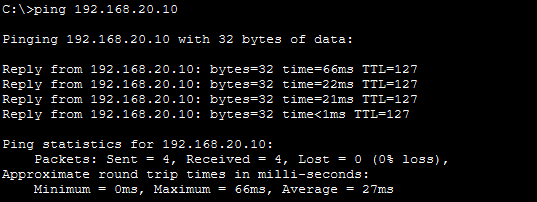 C:\>ping 192.168.20.10
Pinging 192.168.20.10 with 32 bytes of data:
Reply from 192.168.20.10: bytes=32 time=66ms TTL=127
Reply from 192.168.20.10: bytes=32 time=22ms TTL=127
Reply from 192.168.20.10: bytes=32 time=21ms TTL=127
Reply from 192.168.20.10: bytes=32 time<1ms TTL=127
Ping statistics for 192.168.20.10:
    Packets: Sent = 4, Received = 4, Lost = 0 (0% loss),
Approximate round trip times in milli-seconds:
    Minimum = 0ms, Maximum = 66ms, Average = 27ms